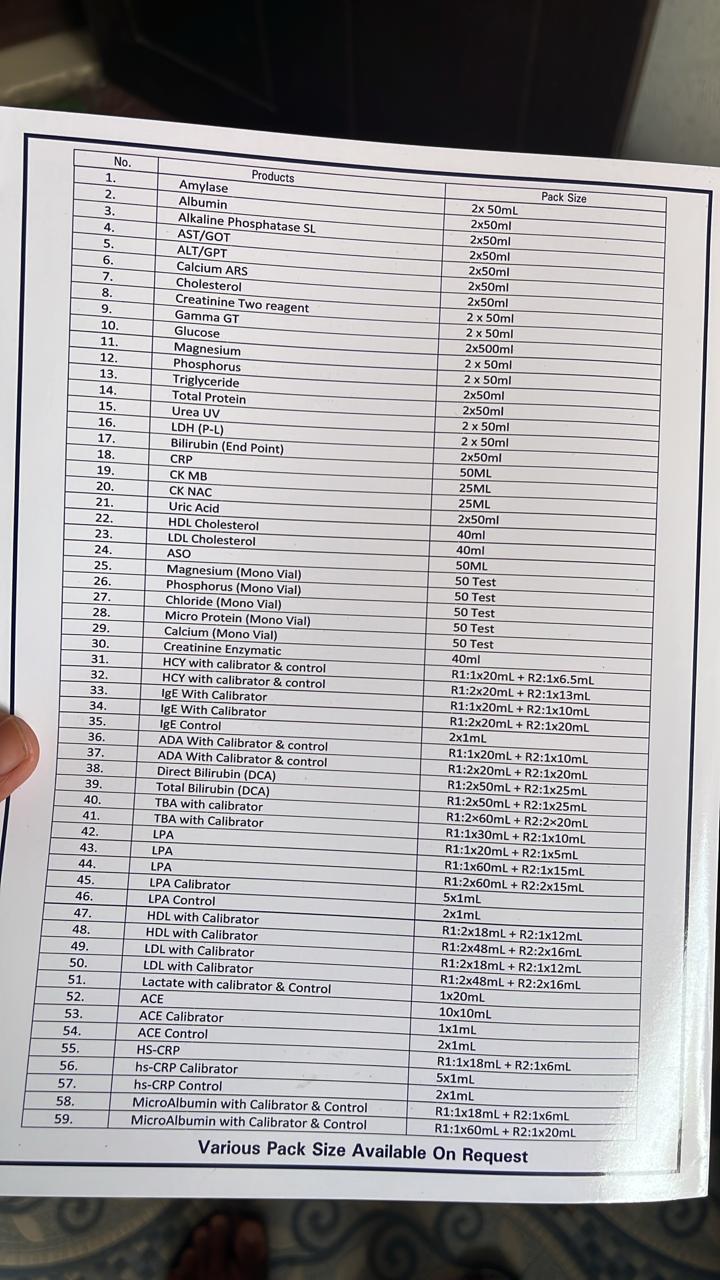 No. Products Pack Size
1. Amylase 2x 50mL
2. Albumin 2x50ml
3. Alkaline Phosphatase SL 2x50ml
4. AST/GOT 2x50ml
5. ALT/GPT 2x50ml
6. Calcium ARS 2x50ml
7. Cholesterol 2x50ml
8. Creatinine Two reagent 2 x 50ml
9. Gamma GT 2 x 50ml
10. Glucose 2x500ml
11. Magnesium 2 x 50ml
12. Phosphorus 2 x 50ml
13. Triglyceride 2x50ml
14. Total Protein 2x50ml
15. Urea UV 2 x 50ml
16. LDH (P-L) 2 x 50ml
17. Bilirubin (End Point) 2x50ml
18. CRP 50ML
19. CK MB 25ML
20. CK NAC 25ML
21. Uric Acid 2x50ml
22. HDL Cholesterol 40ml
23. LDL Cholesterol 40ml
24. ASO 50ML
25. Magnesium (Mono Vial) 50 Test
26. Phosphorus (Mono Vial) 50 Test
27. Chloride (Mono Vial) 50 Test
28. Micro Protein (Mono Vial) 50 Test
29. Calcium (Mono Vial) 50 Test
30. Creatinine Enzymatic 40ml
31. HCY with calibrator & control R1:1x20mL + R2:1x6.5mL
32. HCY with calibrator & control R1:2x20mL + R2:1x13mL
33. IgE With Calibrator R1:1x20mL + R2:1x10mL
34. IgE With Calibrator R1:2x20mL + R2:1x20mL
35. IgE Control 2x1mL
36. ADA With Calibrator & control R1:1x20mL + R2:1x10mL
37. ADA With Calibrator & control R1:2x20mL + R2:1x20mL
38. Direct Bilirubin (DCA) R1:2x50mL + R2:1x25mL
39. Total Bilirubin (DCA) R1:2x50mL + R2:1x25mL
40. TBA with calibrator R1:2×60mL + R2:2×20mL
41. TBA with Calibrator R1:1x30mL + R2:1x10mL
42. LPA R1:1x20mL + R2:1x5mL
43. LPA R1:1x60mL + R2:1x15mL
44. LPA R1:2x60mL + R2:2x15mL
45. LPA Calibrator 5x1mL
46. LPA Control 2x1mL
47. HDL with Calibrator R1:2x18mL + R2:1x12mL
48. HDL with Calibrator R1:2x48mL + R2:2x16mL
49. LDL with Calibrator R1:2x18mL + R2:1x12mL
50. LDL with Calibrator R1:2x48mL + R2:2x16mL
51. Lactate with calibrator & Control 1x20mL
52. ACE 10x10mL
53. ACE Calibrator 1x1mL
54. ACE Control 2x1mL
55. HS-CRP R1:1x18mL + R2:1x6mL
56. hs-CRP Calibrator 5x1mL
57. hs-CRP Control 2x1mL
58. MicroAlbumin with Calibrator & Control R1:1x18mL + R2:1x6mL
59. MicroAlbumin with Calibrator & Control R1:1x60mL + R2:1x20mL
Various Pack Size Available On Request